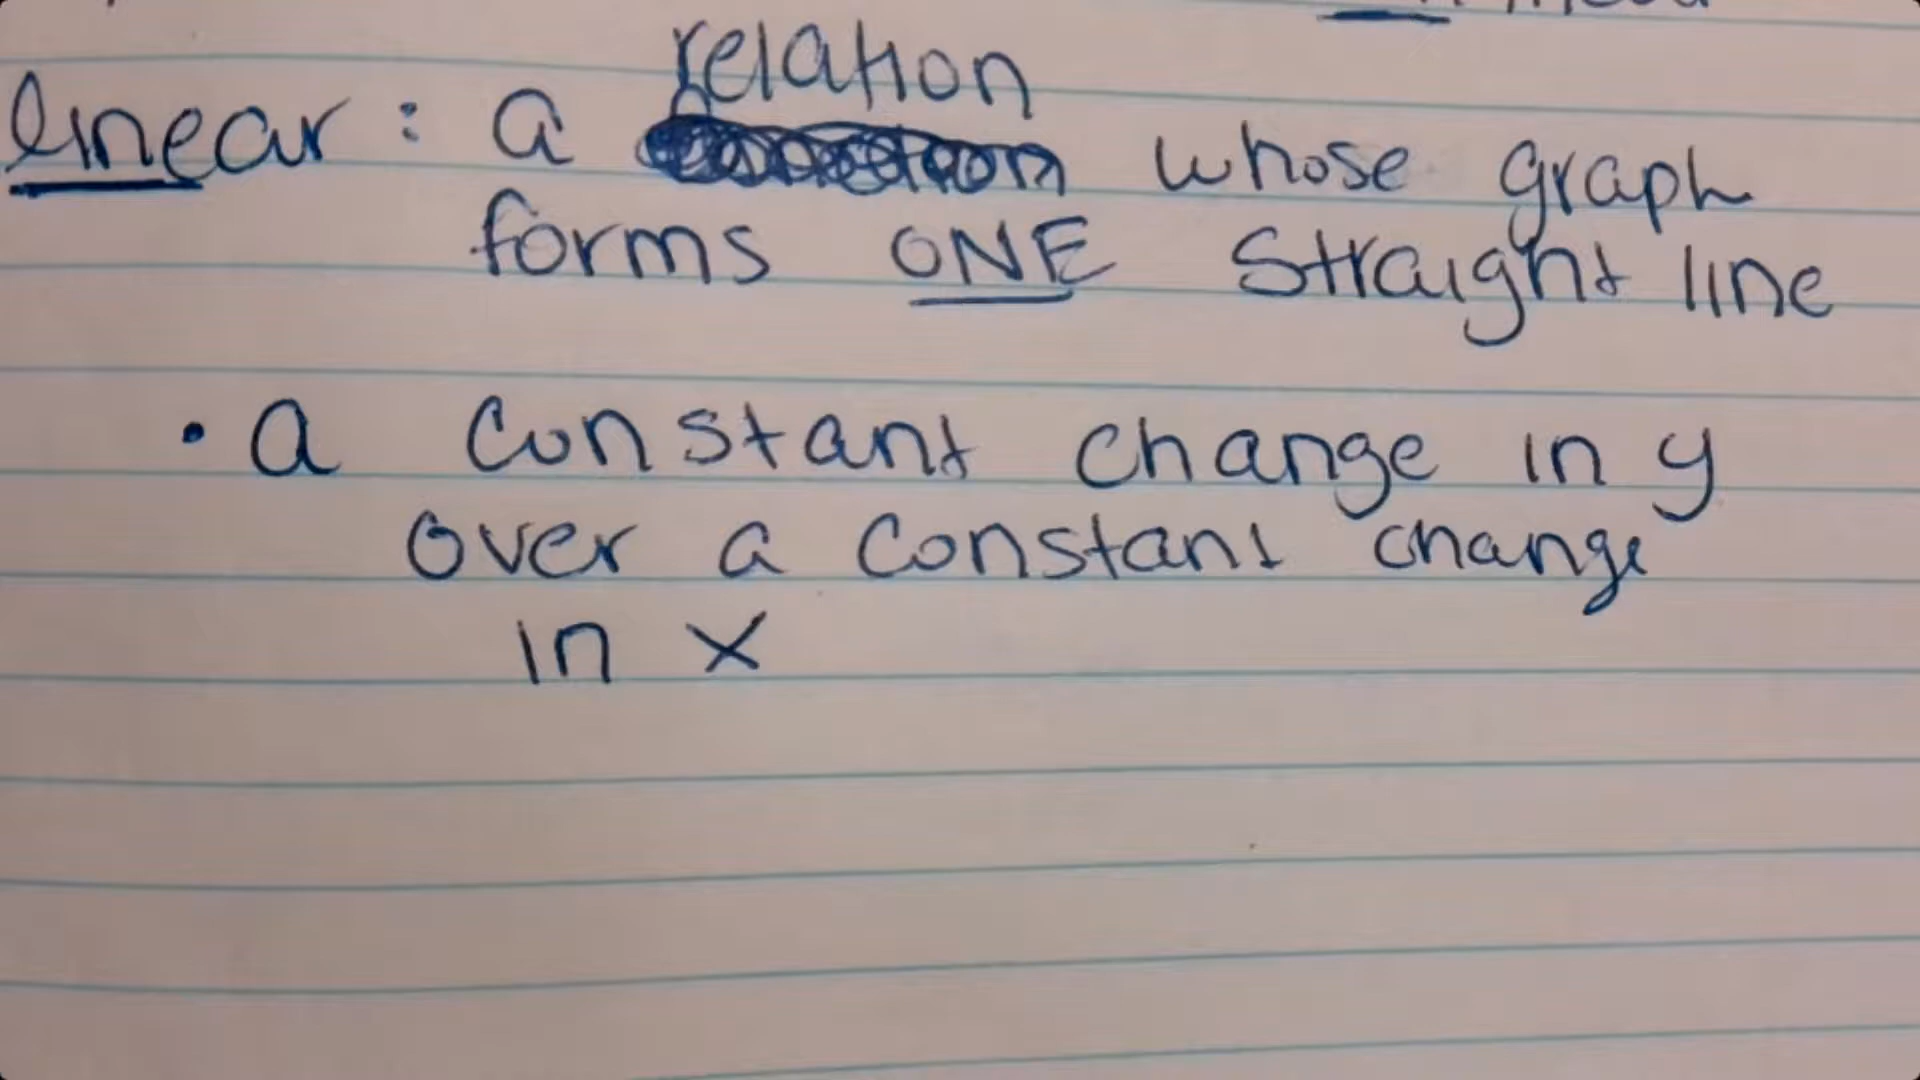 linear: a relation whose graph
forms ONE straight line
• a constant change in y
over a constant change
in x